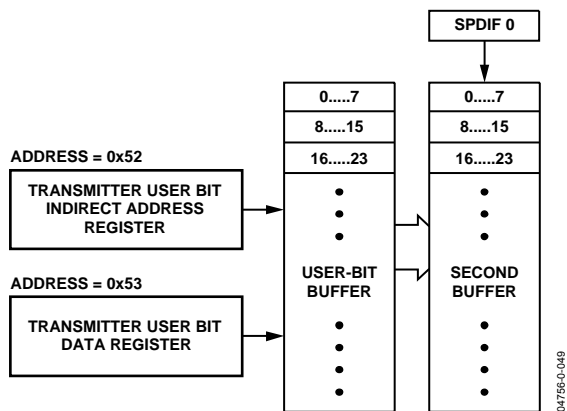 SPDIF 0
0.....7
8.....15
16.....23
0.....7
8.....15
16.....23
ADDRESS = 0x52
TRANSMITTER USER BIT
INDIRECT ADDRESS
REGISTER
ADDRESS = 0x53
TRANSMITTER USER BIT
DATA REGISTER
USER-BIT
BUFFER
SECOND
BUFFER
04756-0-049